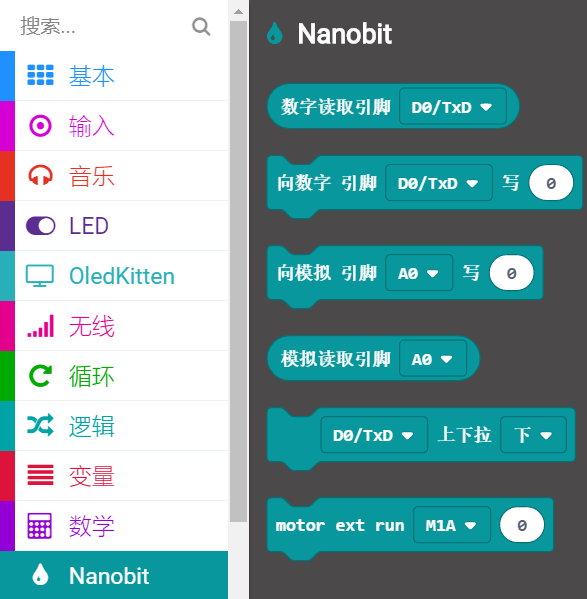 搜索...
基本
输入
音乐
LED
OledKitten
无线
循环
逻辑
变量
数学
Nanobit
Nanobit
数字读取引脚 D0/TxD
向数字 引脚 D0/TxD 写 0
向模拟 引脚 A0 写 0
模拟读取引脚 A0
D0/TxD 上下拉 下
motor ext run M1A 0